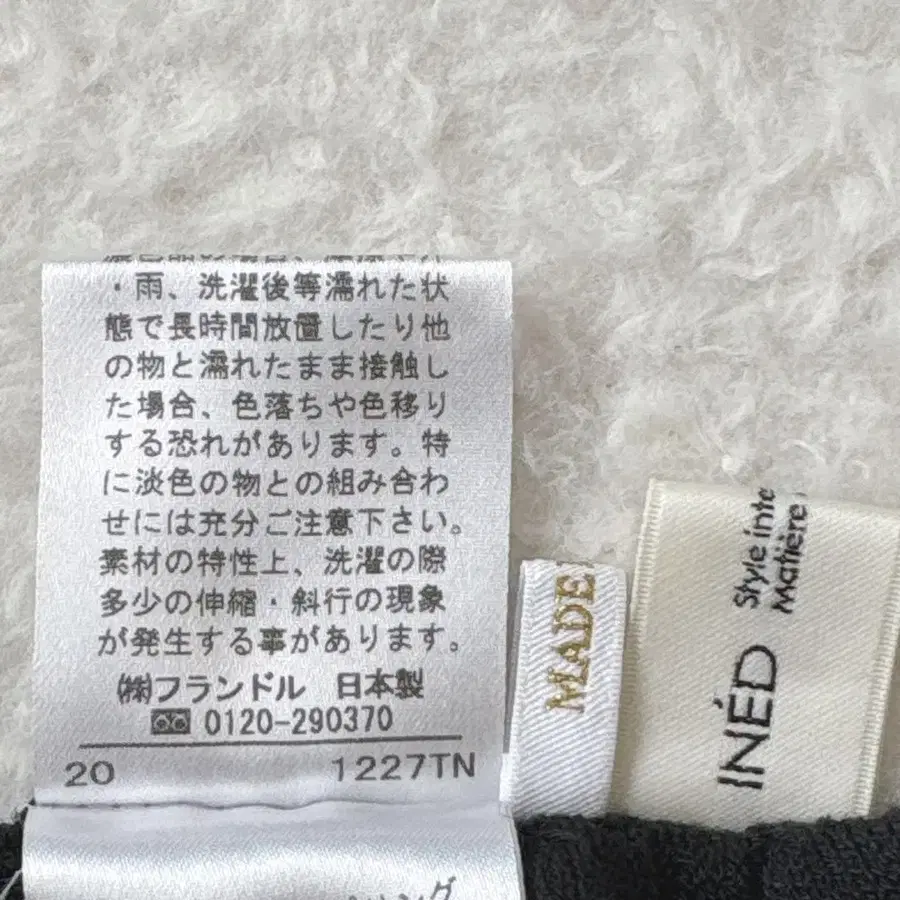 ・雨、洗濯後等濡れた状
態で長時間放置したり他
の物と濡れたまま接触し
た場合、色落ちや色移り
する恐れがあります。特
に淡色の物との組み合わ
せには充分ご注意下さい。
素材の特性上、洗濯の際
多少の伸縮・斜行の現象
が発生する事があります。
㈱フランドル 日本製
0120-290370
20 1227TN
MADE
INÉD
Style
Matière